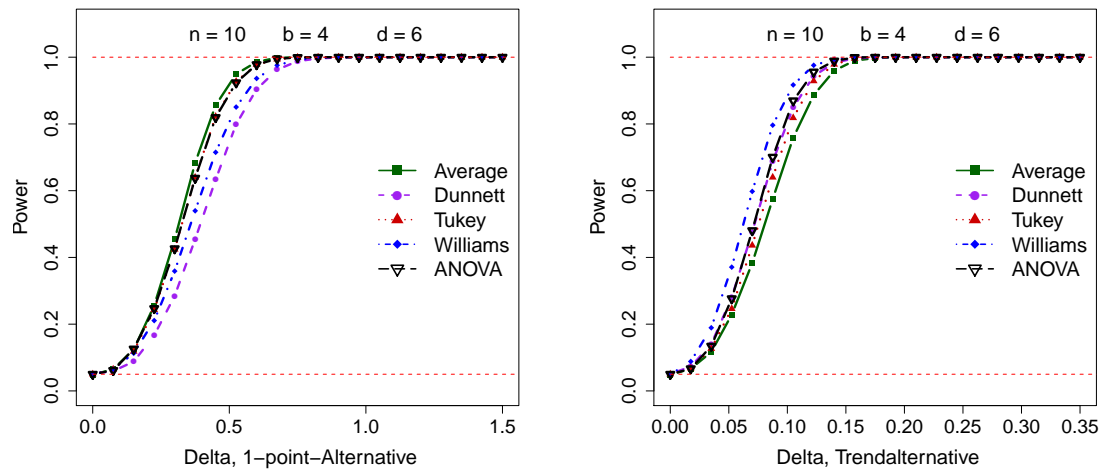 n = 10 b = 4 d = 6
Power
1.0
0.8
0.6
0.4
0.2
0.0
Average
Dunnett
Tukey
Williams
ANOVA
0.0 0.5 1.0 1.5
Delta, 1−point−Alternative
n = 10 b = 4 d = 6
Power
1.0
0.8
0.6
0.4
0.2
0.0
Average
Dunnett
Tukey
Williams
ANOVA
0.00 0.05 0.10 0.15 0.20 0.25 0.30 0.35
Delta, Trendalternative